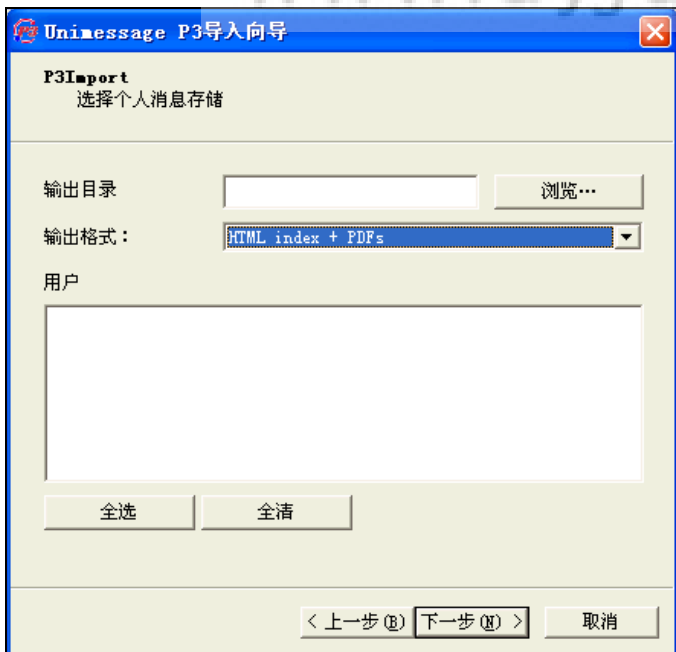 Unimessage P3导入向导
P3Import
选择个人消息存储
输出目录
浏览…
输出格式：
HTML index + PDFs
用户
全选
全清
< 上一步(B)
下一步(N) >
取消